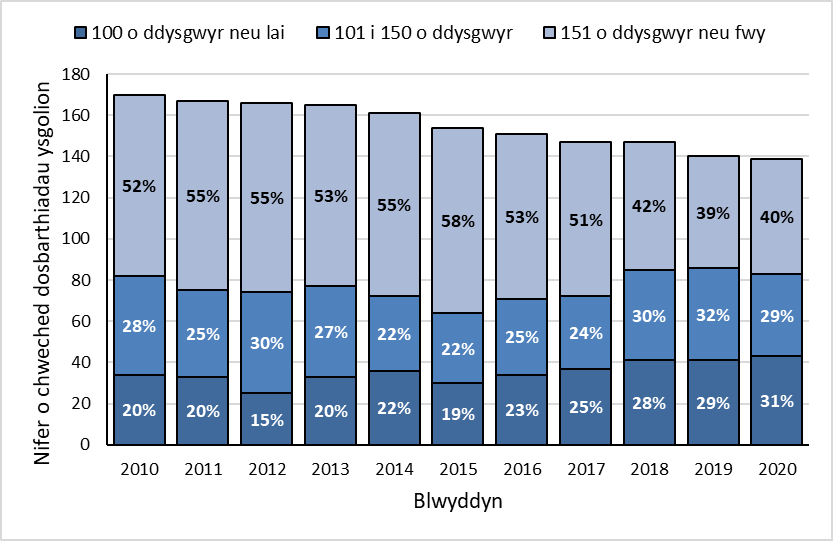 100 o ddysgwyr neu lai 101 i 150 o ddysgwyr 151 o ddysgwyr neu fwy
Nifer o chweched dosbarthiadau ysgolion
180
160
140
120
100
80
60
40
20
0
52% 55% 55% 53% 55% 58% 53% 51% 42% 39% 40%
28% 25% 30% 27% 22% 22% 25% 24% 30% 32% 29%
20% 20% 15% 20% 22% 19% 23% 25% 28% 29% 31%
2010 2011 2012 2013 2014 2015 2016 2017 2018 2019 2020
Blwyddyn